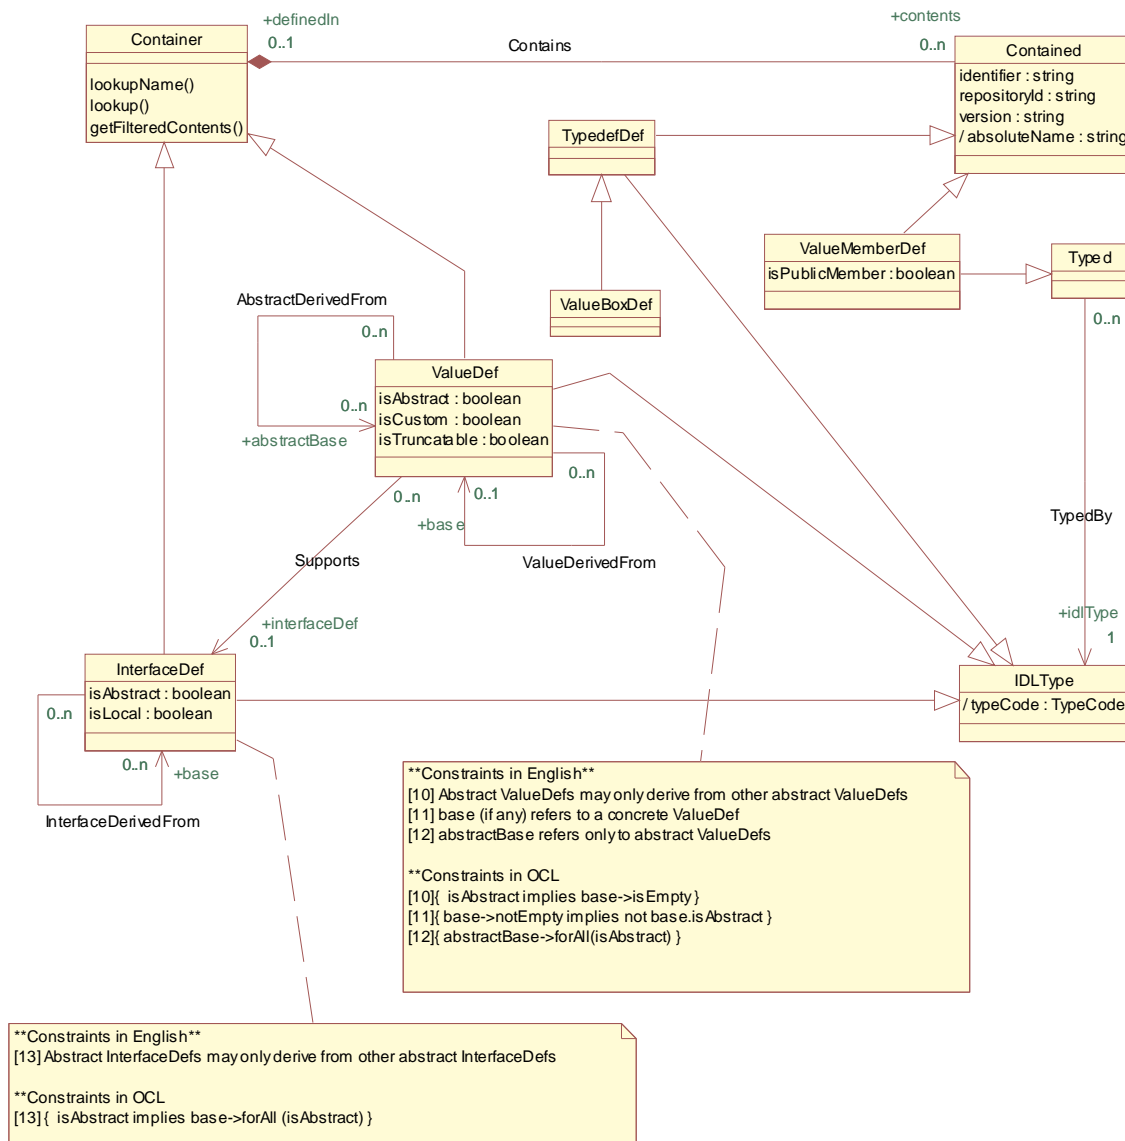 +definedIn
0..1
Contains
+contents
0..n
Container
lookupName()
lookup()
getFilteredContents()
Contained
identifier : string
repositoryId : string
version : string
/ absoluteName : string
TypedefDef
ValueMemberDef
isPublicMember : boolean
Typed
0..n
ValueBoxDef
AbstractDerivedFrom
0..n
0..n
+abstractBase
ValueDef
isAbstract : boolean
isCustom : boolean
isTruncatable : boolean
0..n
0..1
0..n
+base
ValueDerivedFrom
TypedBy
Supports
+interfaceDef
0..1
+idlType
1
InterfaceDef
isAbstract : boolean
isLocal : boolean
0..n
0..n
+base
InterfaceDerivedFrom
IDLType
/ typeCode : TypeCode
**Constraints in English**
[10] Abstract ValueDefs may only derive from other abstract ValueDefs
[11] base (if any) refers to a concrete ValueDef
[12] abstractBase refers only to abstract ValueDefs
**Constraints in OCL
[10]{ isAbstract implies base->isEmpty }
[11]{ base->notEmpty implies not base.isAbstract }
[12]{ abstractBase->forAll(isAbstract) }
**Constraints in English**
[13] Abstract InterfaceDefs may only derive from other abstract InterfaceDefs
**Constraints in OCL
[13] { isAbstract implies base->forAll (isAbstract) }